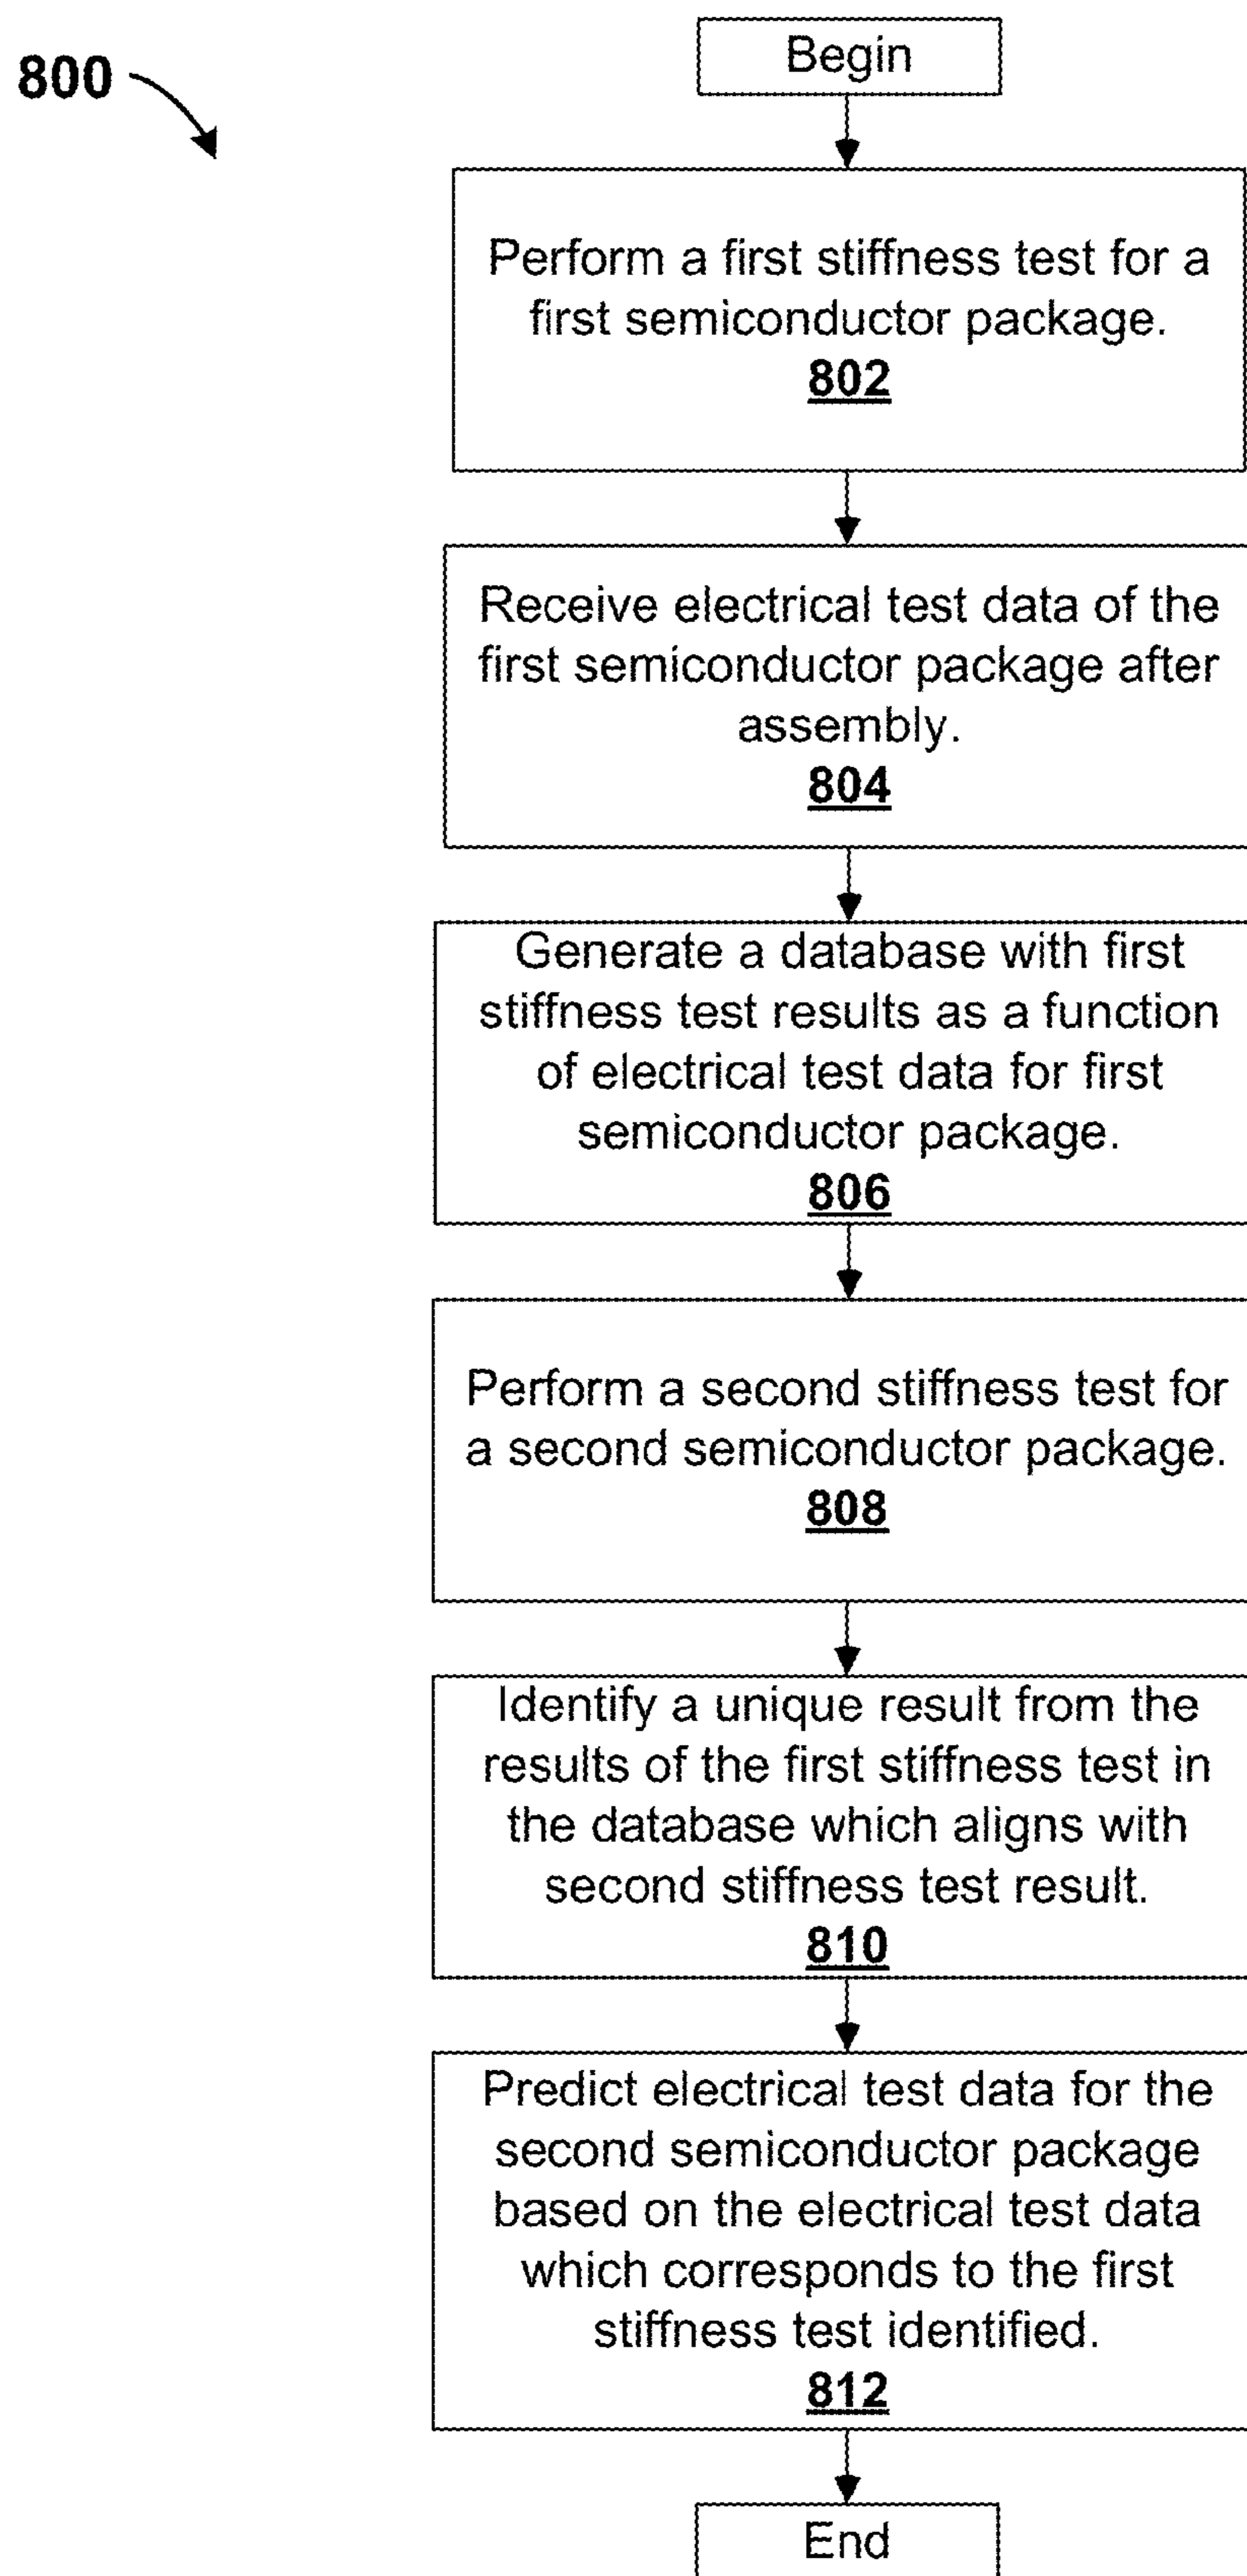 800
Begin
Perform a first stiffness test for a
first semiconductor package.
802
Receive electrical test data of the
first semiconductor package after
assembly.
804
Generate a database with first
stiffness test results as a function
of electrical test data for first
semiconductor package.
806
Perform a second stiffness test for
a second semiconductor package.
808
Identify a unique result from the
results of the first stiffness test in
the database which aligns with
second stiffness test result.
810
Predict electrical test data for the
second semiconductor package
based on the electrical test data
which corresponds to the first
stiffness test identified.
812
End